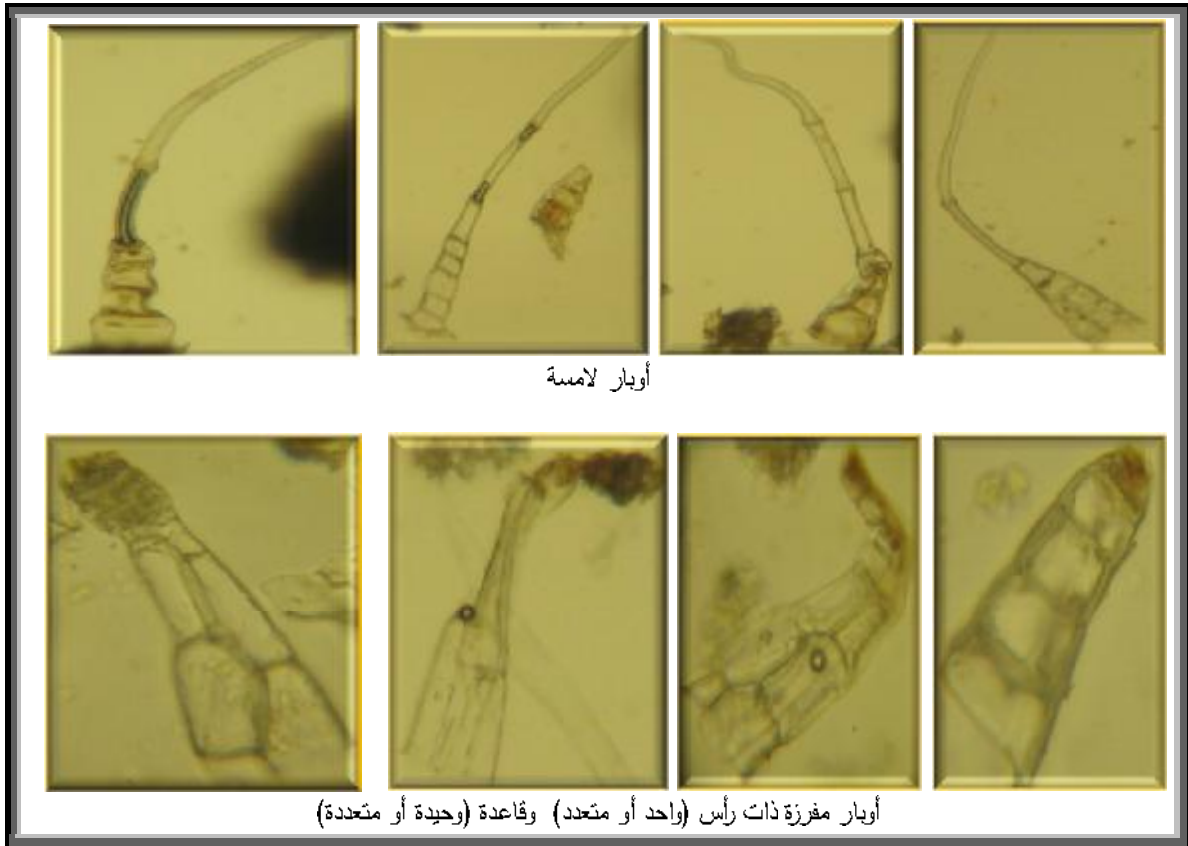 أوبار لامسة
أوبار مفرزة ذات رأس (واحد أو متعدد) وقاعدة (وحيدة أو متعددة)